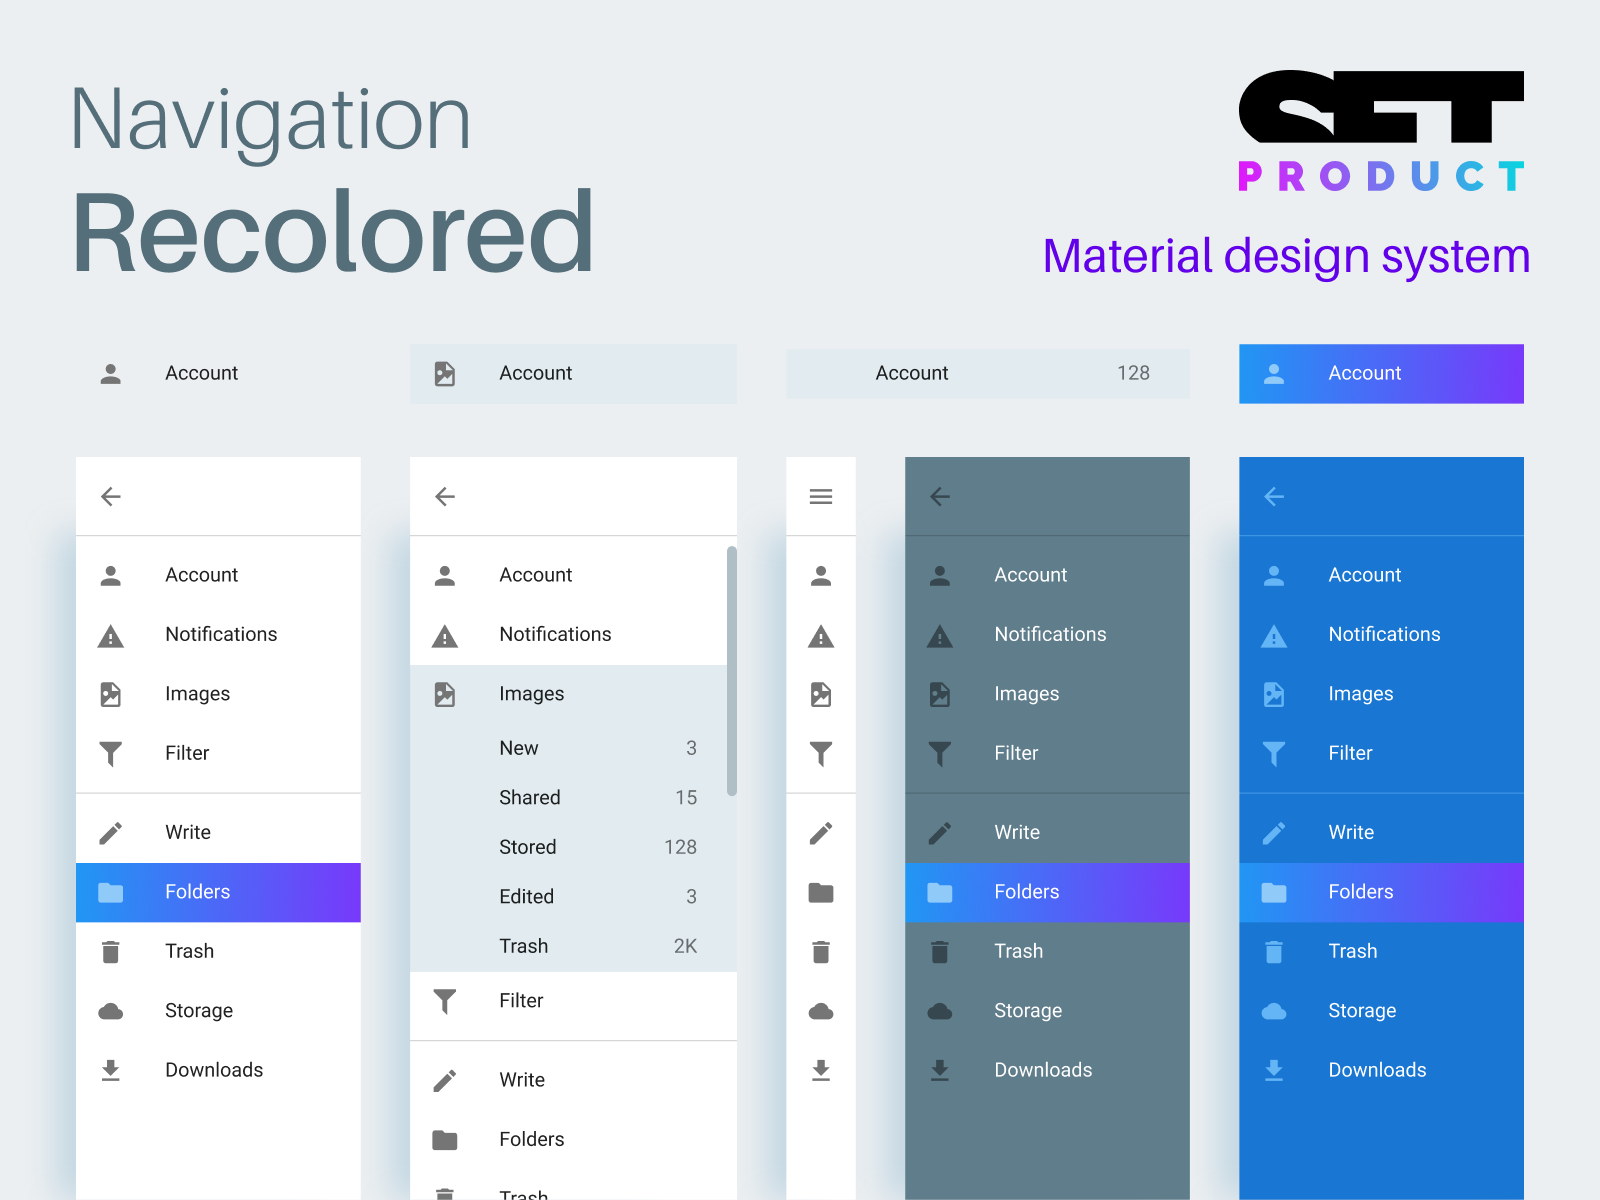 Navigation
Recolored
SET
PRODUCT
Material design system
Account
Account
Account 128
Account
Account
Notifications
Images
Filter
Write
Folders
Trash
Storage
Downloads
Account
Notifications
Images
New 3
Shared 15
Stored 128
Edited 3
Trash 2K
Filter
Write
Folders
Trash
Account
Notifications
Images
Filter
Write
Folders
Trash
Storage
Downloads
Account
Notifications
Images
Filter
Write
Folders
Trash
Storage
Downloads